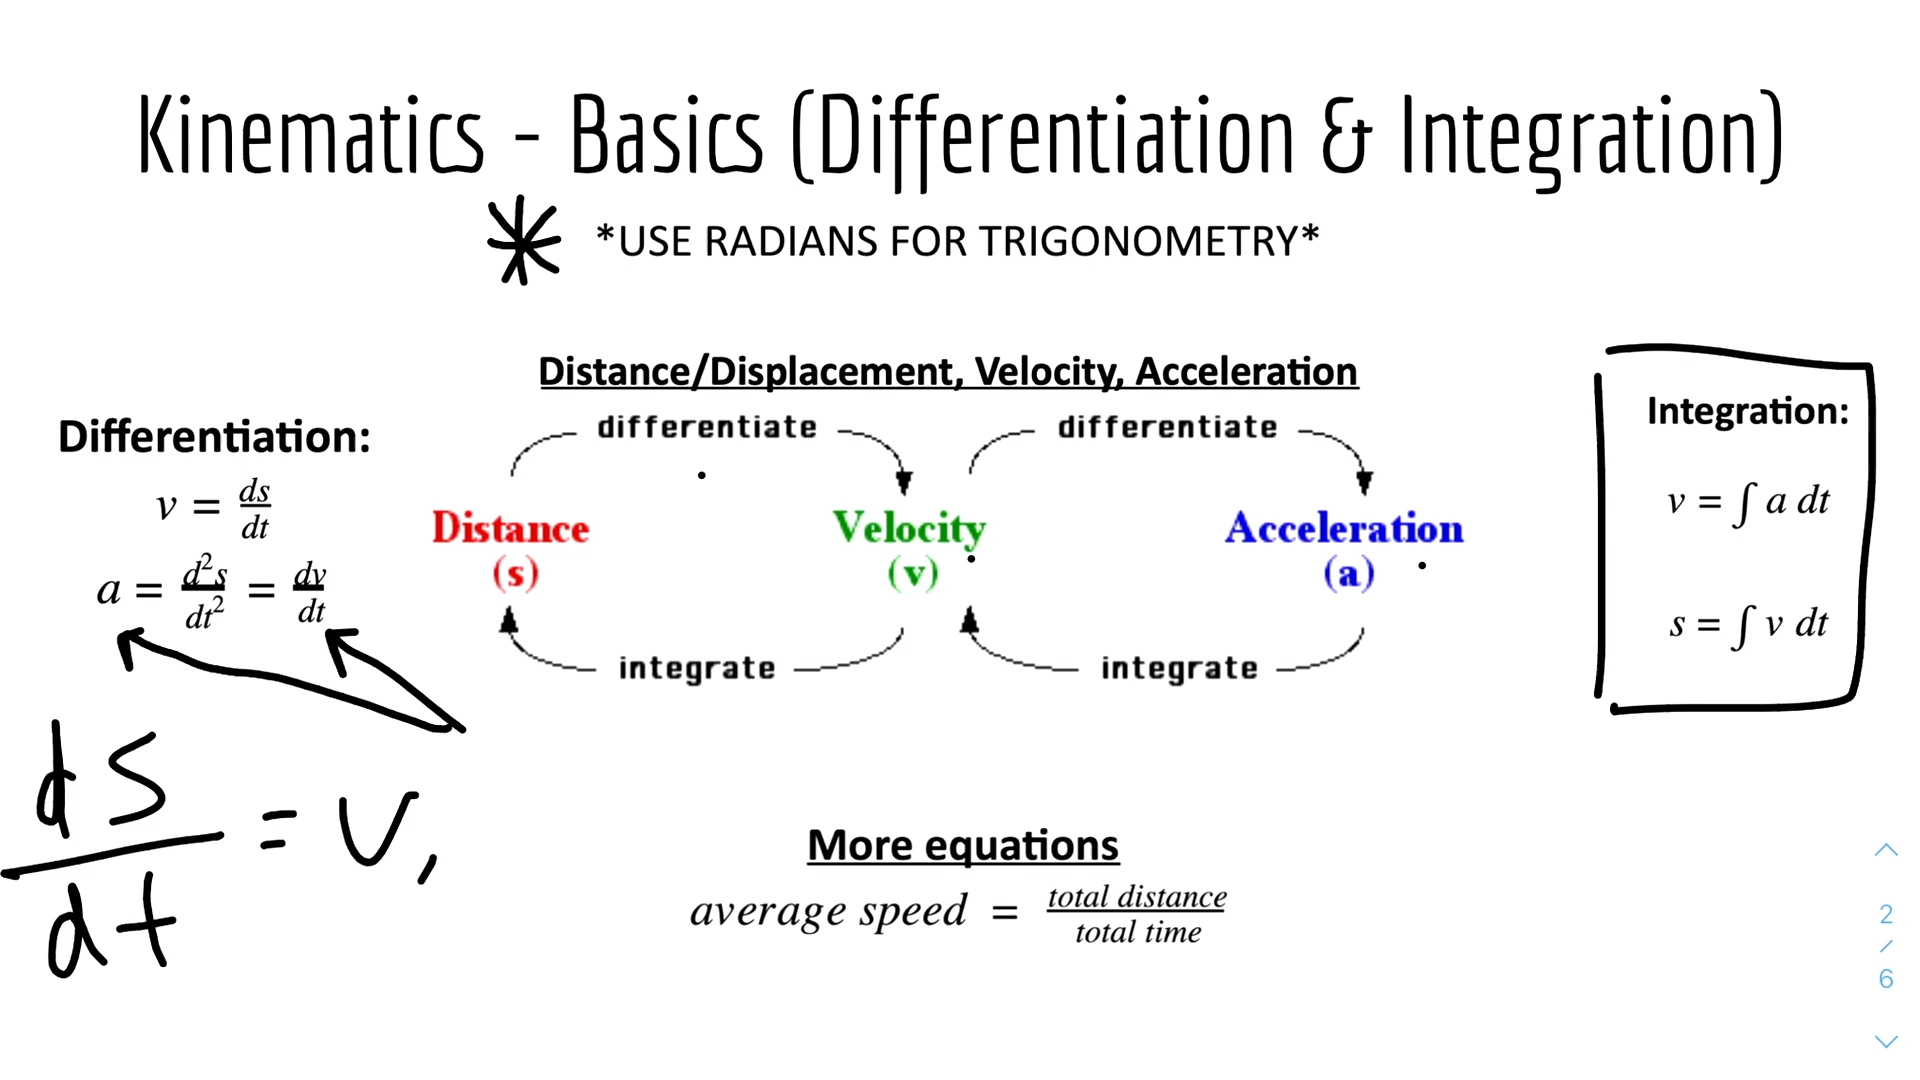 Kinematics - Basics (Differentiation & Integration)
*USE RADIANS FOR TRIGONOMETRY*
Distance/Displacement, Velocity, Acceleration
Differentiation:
v = ds/dt
a = d²s/dt² = dv/dt
differentiate
differentiate
Distance
(s)
Velocity
(v)
Acceleration
(a)
integrate
integrate
Integration:
v = ∫ a dt
s = ∫ v dt
ds/dt = v,
More equations
average speed = total distance/total time
2
/
6